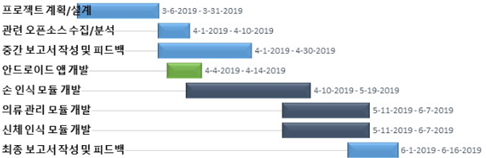 프로젝트 계획/설계 3-6-2019 - 3-31-2019
관련 오픈소스 수집/분석 4-1-2019 - 4-10-2019
중간 보고서 작성 및 피드백 4-1-2019 - 4-30-2019
안드로이드 앱 개발 4-4-2019 - 4-14-2019
손 인식 모듈 개발 4-10-2019 - 5-19-2019
의류 관리 모듈 개발 5-11-2019 - 6-7-2019
신체 인식 모듈 개발 5-11-2019 - 6-7-2019
최종 보고서 작성 및 피드백 6-1-2019 - 6-16-2019